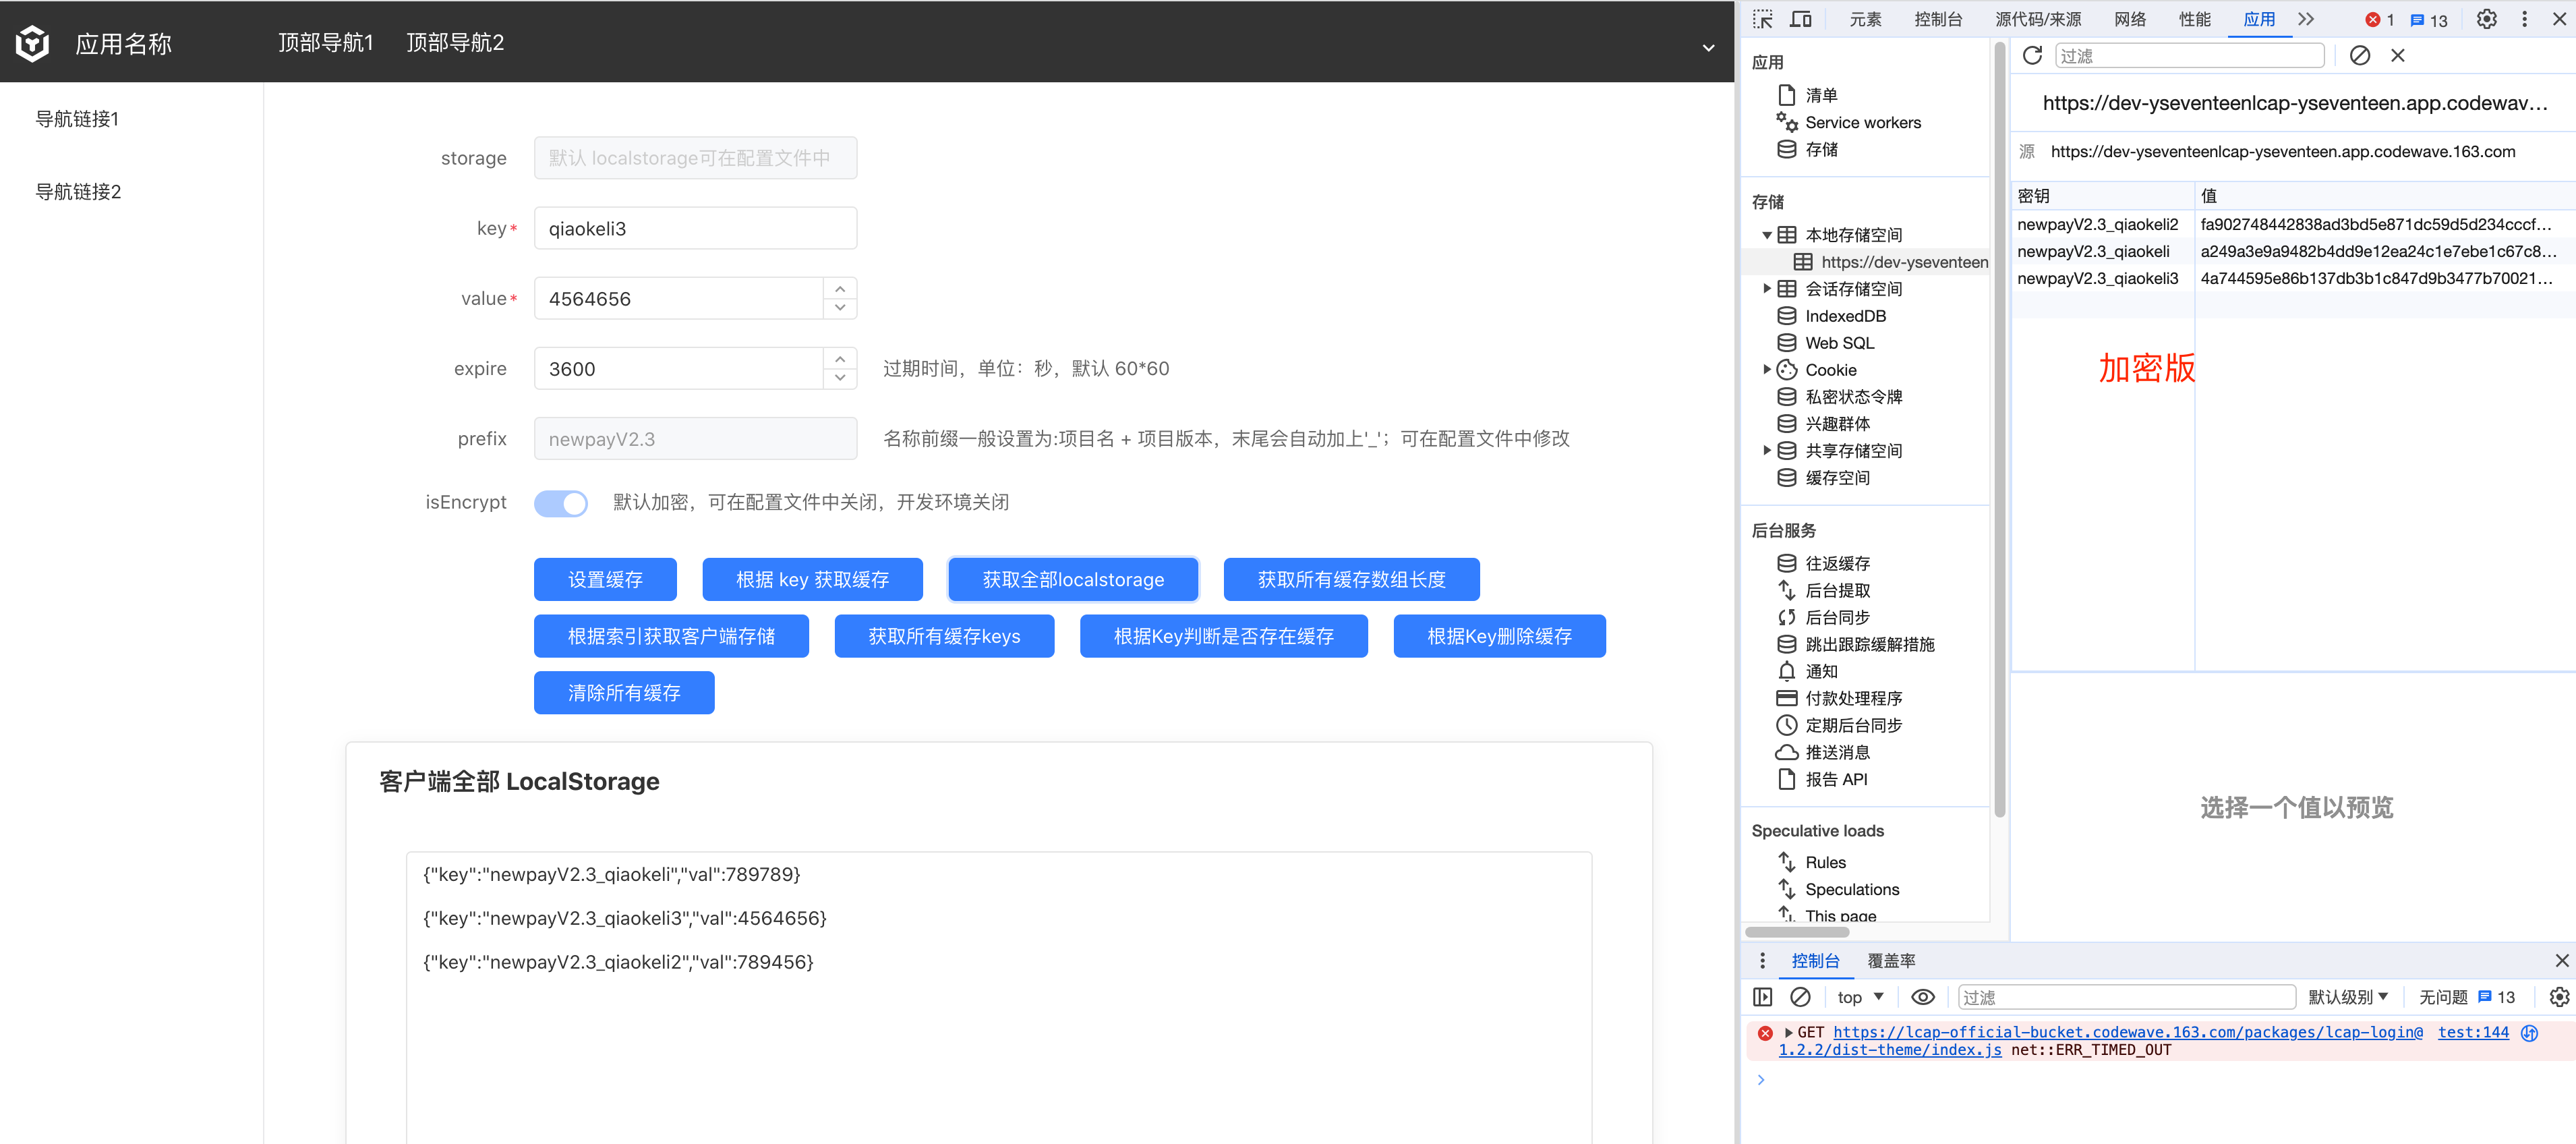 应用名称
顶部导航1
顶部导航2
导航链接1
导航链接2
storage
默认 localstorage可在配置文件中
key*
qiaokeli3
value*
4564656
expire
3600
过期时间，单位：秒，默认 60*60
prefix
newpayV2.3
名称前缀一般设置为:项目名 + 项目版本，末尾会自动加上'_'；可在配置文件中修改
isEncrypt
默认加密，可在配置文件中关闭，开发环境关闭
设置缓存
根据 key 获取缓存
获取全部localstorage
获取所有缓存数组长度
根据索引获取客户端存储
获取所有缓存keys
根据Key判断是否存在缓存
根据Key删除缓存
清除所有缓存
客户端全部 LocalStorage
{"key":"newpayV2.3_qiaokeli","val":789789}
{"key":"newpayV2.3_qiaokeli3","val":4564656}
{"key":"newpayV2.3_qiaokeli2","val":789456}
元素
控制台
源代码/来源
网络
性能
应用
1
13
应用
清单
Service workers
存储
存储
本地存储空间
https://dev-yseventeen
会话存储空间
IndexedDB
Web SQL
Cookie
私密状态令牌
兴趣群体
共享存储空间
缓存空间
后台服务
往返缓存
后台提取
后台同步
跳出跟踪缓解措施
通知
付款处理程序
定期后台同步
推送消息
报告 API
Speculative loads
Rules
Speculations
This page
过滤
https://dev-yseventeenlcap-yseventeen.app.codewav…
源 https://dev-yseventeenlcap-yseventeen.app.codewave.163.com
密钥 值
newpayV2.3_qiaokeli2 fa902748442838ad3bd5e871dc59d5d234cccf…
newpayV2.3_qiaokeli a249a3e9a9482b4dd9e12ea24c1e7ebe1c67c8…
newpayV2.3_qiaokeli3 4a744595e86b137db3b1c847d9b3477b70021…
加密版
选择一个值以预览
控制台
覆盖率
top
过滤
默认级别
无问题
13
GET https://lcap-official-bucket.codewave.163.com/packages/lcap-login@ test:144
1.2.2/dist-theme/index.js net::ERR_TIMED_OUT